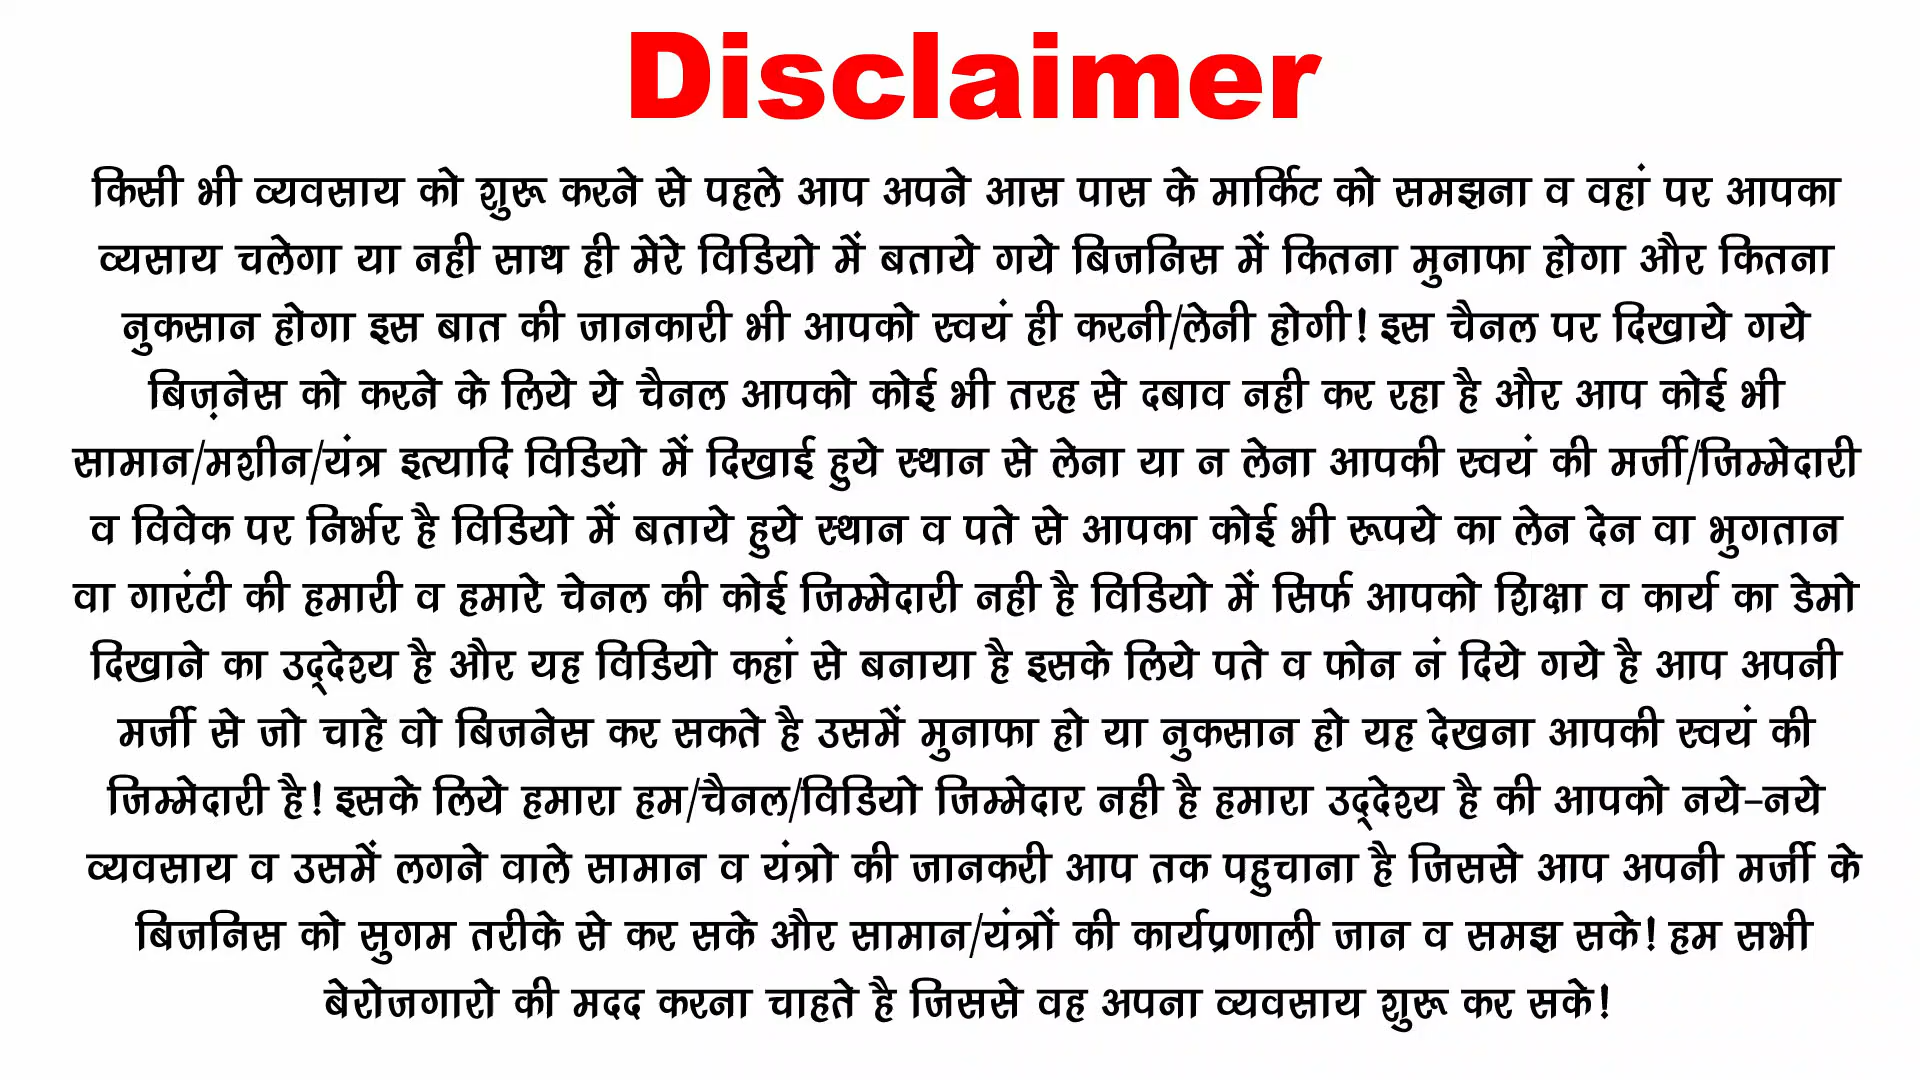 Disclaimer
किसी भी व्यवसाय को शुरू करने से पहले आप अपने आस पास के मार्किट को समझना व वहां पर आपका
व्यसाय चलेगा या नही साथ ही मेरे विडियो में बताये गये बिजनिस में कितना मुनाफा होगा और कितना
नुकसान होगा इस बात की जानकारी भी आपको स्वयं ही करनी/लेनी होगी! इस चैनल पर दिखाये गये
बिज़नेस को करने के लिये ये चैनल आपको कोई भी तरह से दबाव नही कर रहा है और आप कोई भी
सामान/मशीन/यंत्र इत्यादि विडियो में दिखाई हुये स्थान से लेना या न लेना आपकी स्वयं की मर्जी/जिम्मेदारी
व विवेक पर निर्भर है विडियो में बताये हुये स्थान व पते से आपका कोई भी रूपये का लेन देन वा भुगतान
वा गारंटी की हमारी व हमारे चेनल की कोई जिम्मेदारी नही है विडियो में सिर्फ आपको शिक्षा व कार्य का डेमो
दिखाने का उद्देश्य है और यह विडियो कहां से बनाया है इसके लिये पते व फोन नं दिये गये है आप अपनी
मर्जी से जो चाहे वो बिजनेस कर सकते है उसमें मुनाफा हो या नुकसान हो यह देखना आपकी स्वयं की
जिम्मेदारी है! इसके लिये हमारा हम/चैनल/विडियो जिम्मेदार नही है हमारा उद्देश्य है की आपको नये-नये
व्यवसाय व उसमें लगने वाले सामान व यंत्रो की जानकरी आप तक पहुचाना है जिससे आप अपनी मर्जी के
बिजनिस को सुगम तरीके से कर सके और सामान/यंत्रों की कार्यप्रणाली जान व समझ सके! हम सभी
बेरोजगारो की मदद करना चाहते है जिससे वह अपना व्यवसाय शुरू कर सके!